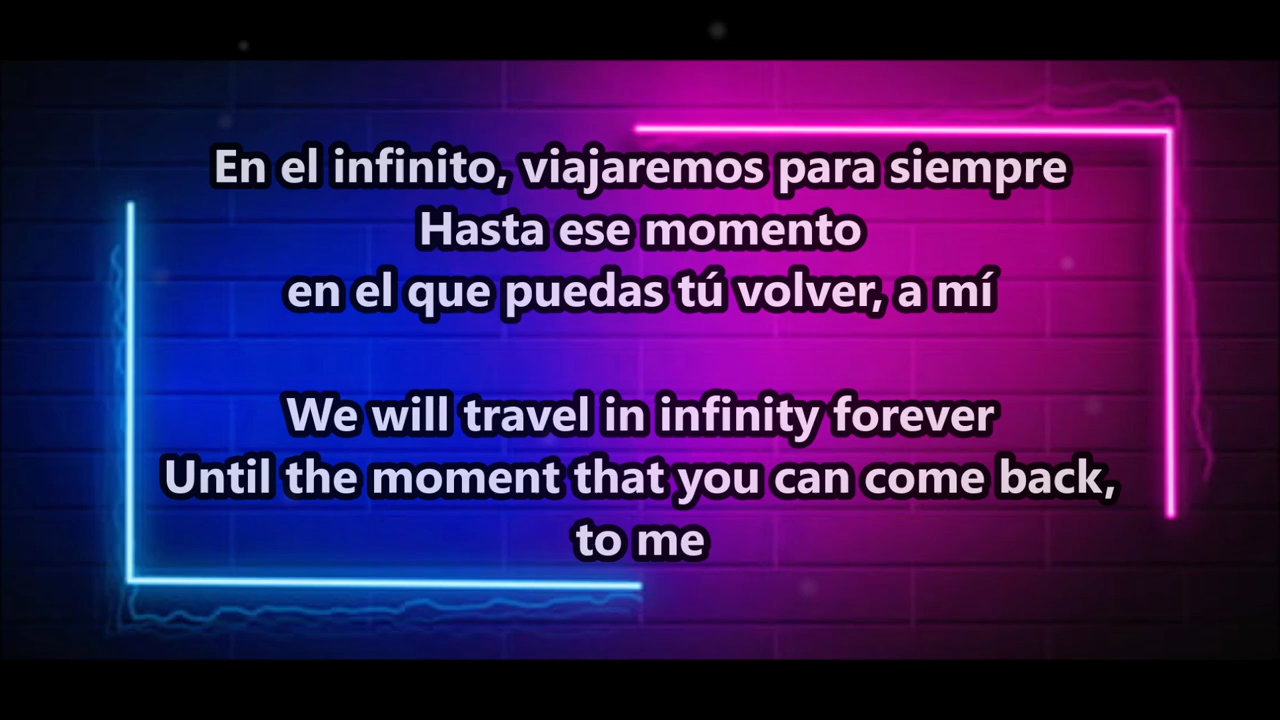 En el infinito, viajaremos para siempre
Hasta ese momento
en el que puedas tú volver, a mí
We will travel in infinity forever
Until the moment that you can come back,
to me